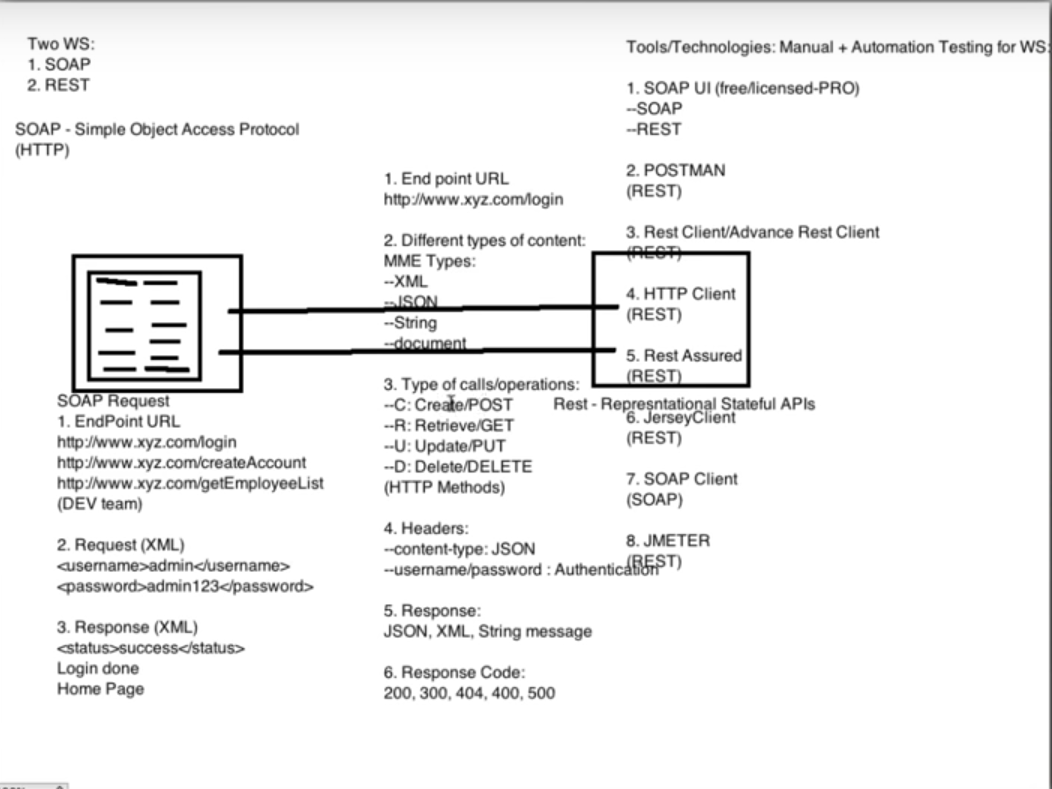 Two WS:
1. SOAP
2. REST
SOAP - Simple Object Access Protocol
(HTTP)
SOAP Request
1. EndPoint URL
http://www.xyz.com/login
http://www.xyz.com/createAccount
http://www.xyz.com/getEmployeeList
(DEV team)
2. Request (XML)
<username>admin</username>
<password>admin123</password>
3. Response (XML)
<status>success</status>
Login done
Home Page
1. End point URL
http://www.xyz.com/login
2. Different types of content:
MME Types:
--XML
--JSON
--String
--document
3. Type of calls/operations:
--C: Create/POST
--R: Retrieve/GET
--U: Update/PUT
--D: Delete/DELETE
(HTTP Methods)
4. Headers:
--content-type: JSON
--username/password : Authentication
5. Response:
JSON, XML, String message
6. Response Code:
200, 300, 404, 400, 500
Rest - Represntational Stateful APIs
Tools/Technologies: Manual + Automation Testing for WS:
1. SOAP UI (free/licensed-PRO)
--SOAP
--REST
2. POSTMAN
(REST)
3. Rest Client/Advance Rest Client
(REST)
4. HTTP Client
(REST)
5. Rest Assured
(REST)
6. JerseyClient
(REST)
7. SOAP Client
(SOAP)
8. JMETER
(REST)